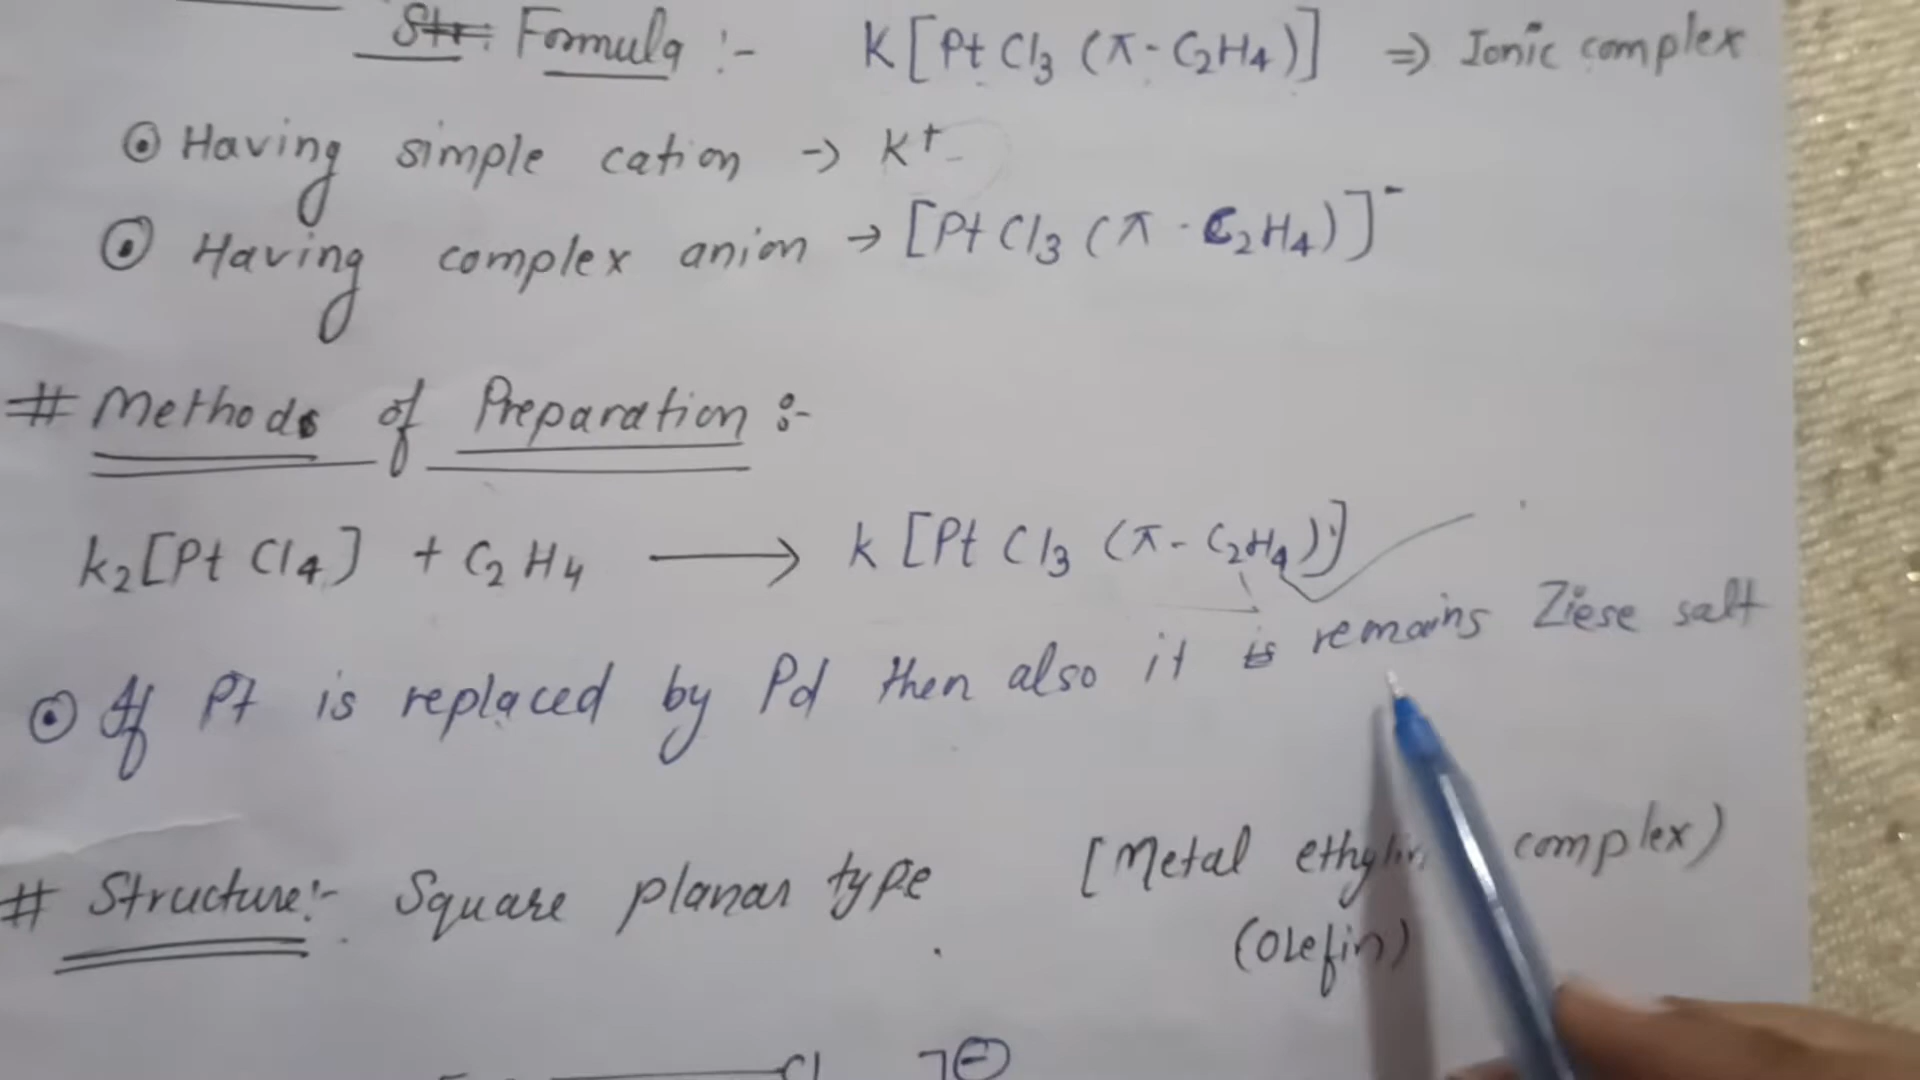 Str: Formula :- K[PtCl3 (π-C2H4)] ⇒ Ionic complex
⊙ Having simple cation → K+
⊙ Having complex anion → [PtCl3 (π-C2H4)]-
# Methods of Preparation :-
k2[PtCl4] + C2H4 ⟶ k[PtCl3 (π-C2H4)]
⊙ If Pt is replaced by Pd then also it is remains Ziese salt
# Structure:- Square planar type [Metal complex)
(Olefin)
Cl ⊖